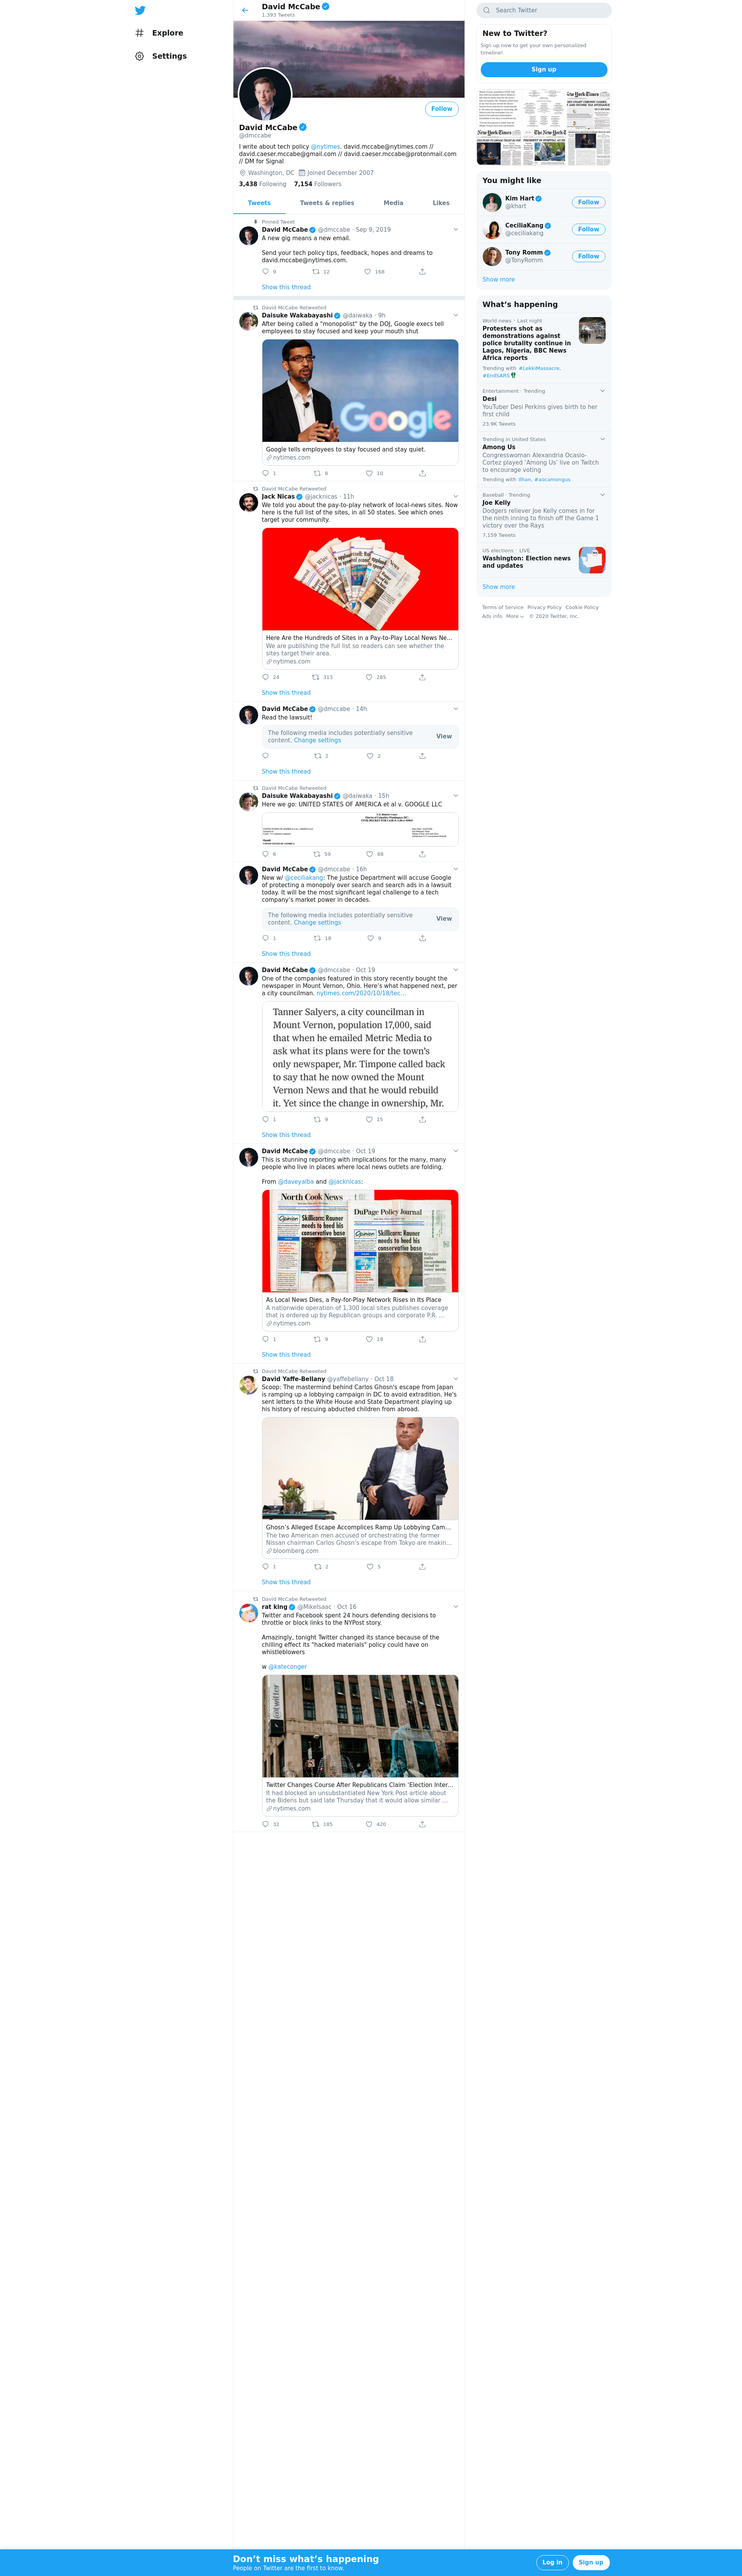 Explore
Settings
David McCabe
1,393 Tweets
Follow
David McCabe
@dmccabe
I write about tech policy @nytimes. david.mccabe@nytimes.com //
david.caeser.mccabe@gmail.com // david.caeser.mccabe@protonmail.com
// DM for Signal
Washington, DC Joined December 2007
3,438 Following 7,154 Followers
Tweets Tweets & replies Media Likes
Pinned Tweet
David McCabe @dmccabe · Sep 9, 2019
A new gig means a new email.
Send your tech policy tips, feedback, hopes and dreams to
david.mccabe@nytimes.com.
9 12 168
Show this thread
David McCabe Retweeted
Daisuke Wakabayashi @daiwaka · 9h
After being called a "monopolist" by the DOJ, Google execs tell
employees to stay focused and keep your mouth shut
Google
Google tells employees to stay focused and stay quiet.
nytimes.com
1 6 10
David McCabe Retweeted
Jack Nicas @jacknicas · 11h
We told you about the pay-to-play network of local-news sites. Now
here is the full list of the sites, in all 50 states. See which ones
target your community.
Here Are the Hundreds of Sites in a Pay-to-Play Local News Ne...
We are publishing the full list so readers can see whether the
sites target their area.
nytimes.com
24 313 285
Show this thread
David McCabe @dmccabe · 14h
Read the lawsuit!
The following media includes potentially sensitive
content. Change settings
View
2 2
Show this thread
David McCabe Retweeted
Daisuke Wakabayashi @daiwaka · 15h
Here we go: UNITED STATES OF AMERICA et al v. GOOGLE LLC
6 59 88
David McCabe @dmccabe · 16h
New w/ @ceciliakang: The Justice Department will accuse Google
of protecting a monopoly over search and search ads in a lawsuit
today. It will be the most significant legal challenge to a tech
company's market power in decades.
The following media includes potentially sensitive
content. Change settings
View
1 18 9
Show this thread
David McCabe @dmccabe · Oct 19
One of the companies featured in this story recently bought the
newspaper in Mount Vernon, Ohio. Here's what happened next, per
a city councilman. nytimes.com/2020/10/18/tec...
Tanner Salyers, a city councilman in
Mount Vernon, population 17,000, said
that when he emailed Metric Media to
ask what its plans were for the town's
only newspaper, Mr. Timpone called back
to say that he now owned the Mount
Vernon News and that he would rebuild
it. Yet since the change in ownership, Mr.
1 9 15
Show this thread
David McCabe @dmccabe · Oct 19
This is stunning reporting with implications for the many, many
people who live in places where local news outlets are folding.
From @daveyalba and @jacknicas:
North Cook News
DuPage Policy Journal
Opinion Skillicorn: Rauner needs to heed his conservative base
Opinion Skillicorn: Rauner needs to heed his conservative base
As Local News Dies, a Pay-for-Play Network Rises in Its Place
A nationwide operation of 1,300 local sites publishes coverage
that is ordered up by Republican groups and corporate P.R. ...
nytimes.com
1 9 19
Show this thread
David McCabe Retweeted
David Yaffe-Bellany @yaffebellany · Oct 18
Scoop: The mastermind behind Carlos Ghosn's escape from Japan
is ramping up a lobbying campaign in DC to avoid extradition. He's
sent letters to the White House and State Department playing up
his history of rescuing abducted children from abroad.
Ghosn's Alleged Escape Accomplices Ramp Up Lobbying Cam...
The two American men accused of orchestrating the former
Nissan chairman Carlos Ghosn's escape from Tokyo are makin...
bloomberg.com
1 2 5
Show this thread
David McCabe Retweeted
rat king @MikeIsaac · Oct 16
Twitter and Facebook spent 24 hours defending decisions to
throttle or block links to the NYPost story.
Amazingly, tonight Twitter changed its stance because of the
chilling effect its "hacked materials" policy could have on
whistleblowers
w @kateconger
Twitter Changes Course After Republicans Claim 'Election Inter...
It had blocked an unsubstantiated New York Post article about
the Bidens but said late Thursday that it would allow similar ...
nytimes.com
32 185 420
Search Twitter
New to Twitter?
Sign up now to get your own personalized
timeline!
Sign up
You might like
Kim Hart
@khart
Follow
CeciliaKang
@ceciliakang
Follow
Tony Romm
@TonyRomm
Follow
Show more
What's happening
World news · Last night
Protesters shot as
demonstrations against
police brutality continue in
Lagos, Nigeria, BBC News
Africa reports
Trending with #LekkiMassacre,
#EndSARS
Entertainment · Trending
Desi
YouTuber Desi Perkins gives birth to her
first child
23.9K Tweets
Trending in United States
Among Us
Congresswoman Alexandria Ocasio-
Cortez played 'Among Us' live on Twitch
to encourage voting
Trending with Ilhan, #aocamongus
Baseball · Trending
Joe Kelly
Dodgers reliever Joe Kelly comes in for
the ninth inning to finish off the Game 1
victory over the Rays
7,159 Tweets
US elections · LIVE
Washington: Election news
and updates
Show more
Terms of Service Privacy Policy Cookie Policy
Ads info More © 2020 Twitter, Inc.
Don't miss what's happening
People on Twitter are the first to know.
Log in Sign up